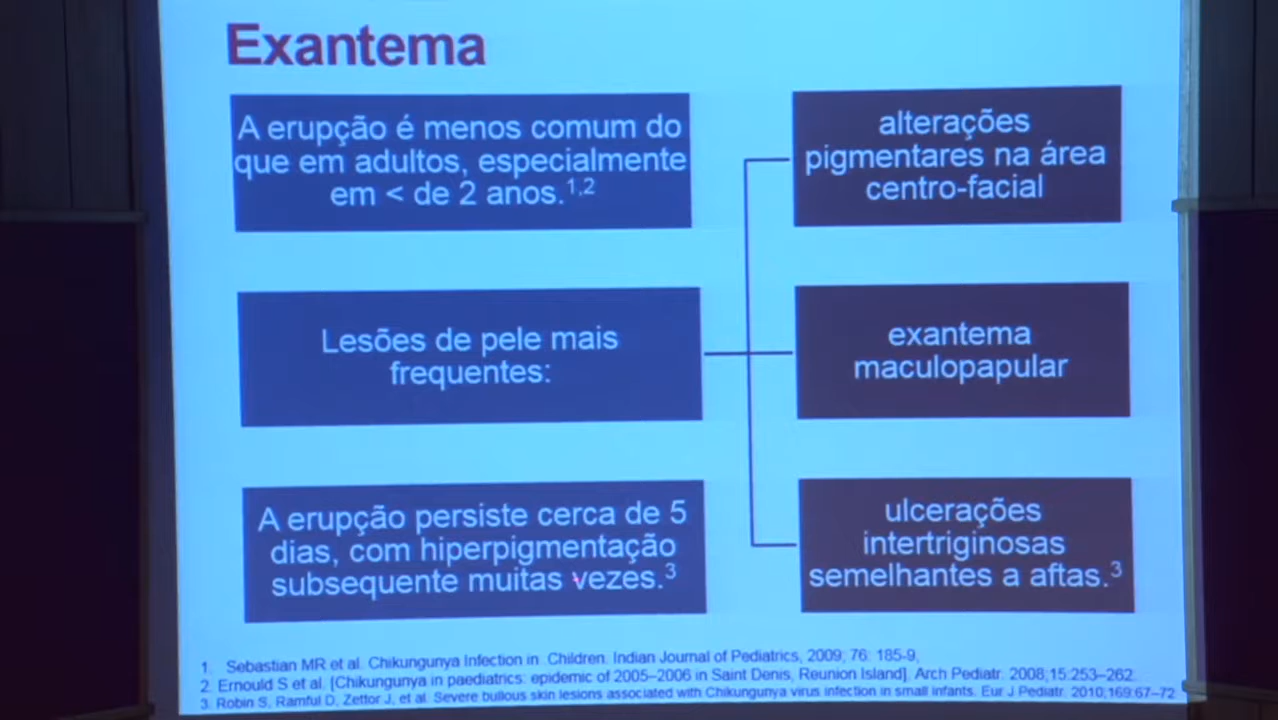 Exantema
A erupção é menos comum do
que em adultos, especialmente
em < de 2 anos.1,2
alterações
pigmentares na área
centro-facial
Lesões de pele mais
frequentes:
exantema
maculopapular
A erupção persiste cerca de 5
dias, com hiperpigmentação
subsequente muitas vezes.3
ulcerações
intertriginosas
semelhantes a aftas.3
1. Sebastian MR et al. Chikungunya Infection in Children. Indian Journal of Pediatrics, 2009; 76: 185-9,
2. Ernould S et al. [Chikungunya in paediatrics: epidemic of 2005–2006 in Saint Denis, Reunion Island]. Arch Pediatr. 2008;15:253–262.
3. Robin S, Ramful D, Zettor J, et al. Severe bullous skin lesions associated with Chikungunya virus infection in small infants. Eur J Pediatr. 2010;169:67–72